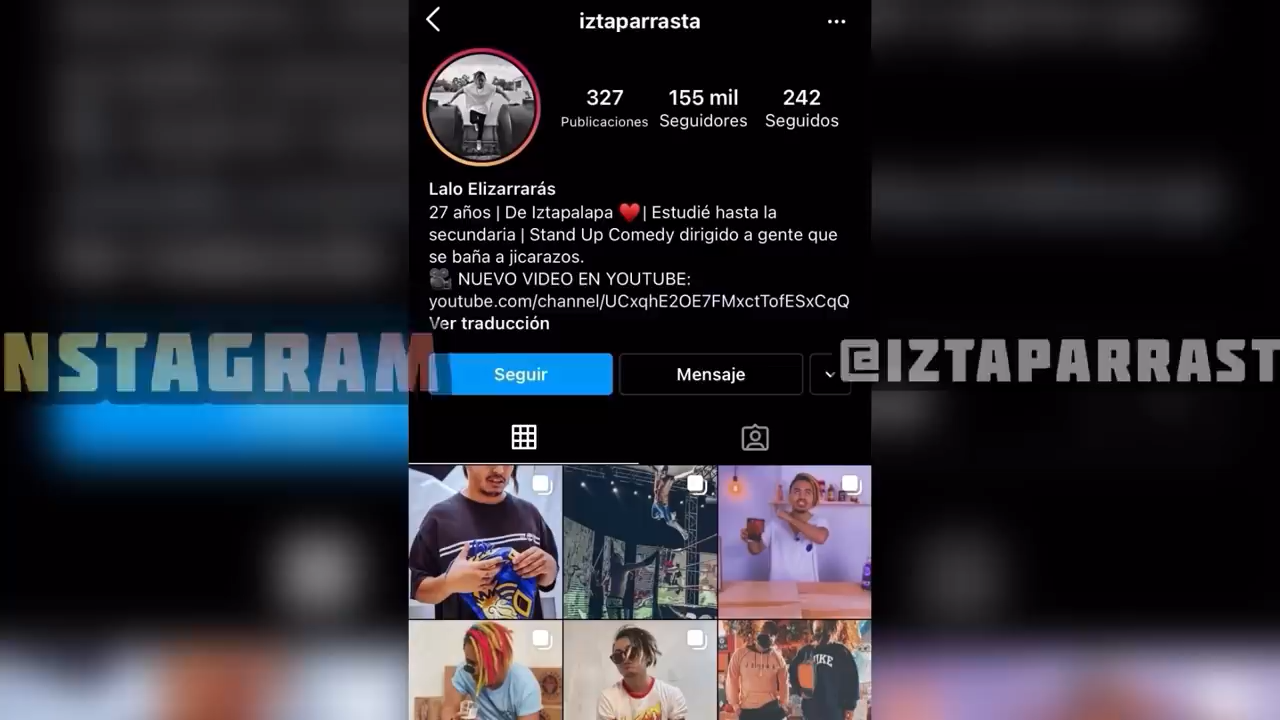 iztaparrasta
327
155 mil
242
Publicaciones
Seguidores
Seguidos
Lalo Elizarrarás
27 años | De Iztapalapa ❤️| Estudié hasta la
secundaria | Stand Up Comedy dirigido a gente que
se baña a jicarazos.
🎥 NUEVO VIDEO EN YOUTUBE:
youtube.com/channel/UCxqhE2OE7FMxctTofESxCqQ
Ver traducción
NSTAGRAM
@IZTAPARRAST
Seguir
Mensaje